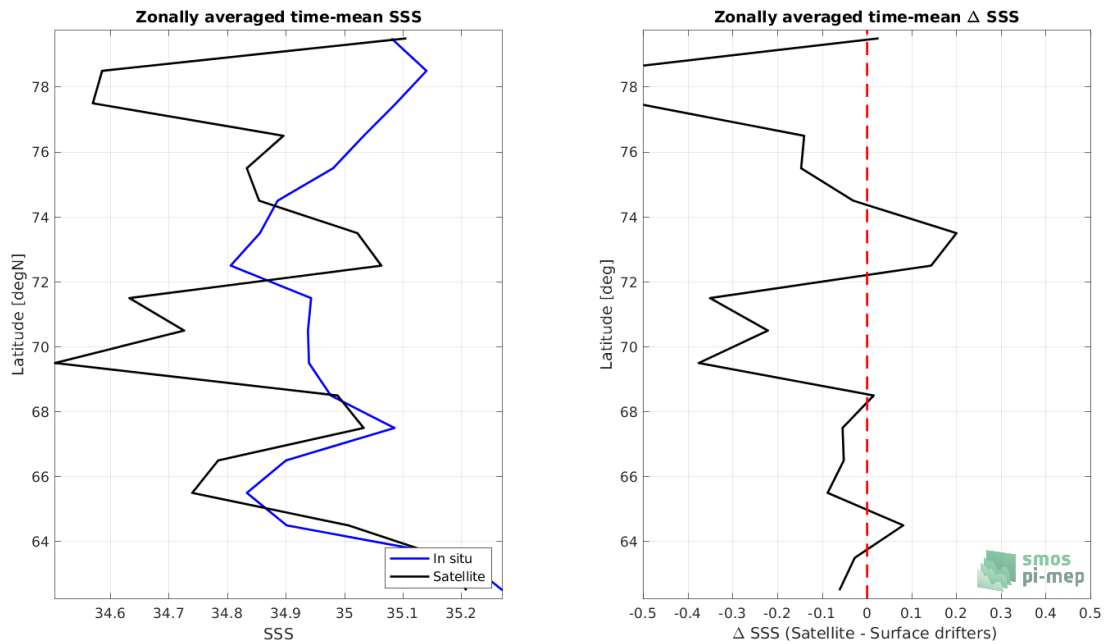 Zonally averaged time-mean SSS
Latitude [degN]
78
76
74
72
70
68
66
64
34.6 34.7 34.8 34.9 35 35.1 35.2
SSS
In situ
Satellite
Zonally averaged time-mean Δ SSS
Latitude [deg]
78
76
74
72
70
68
66
64
-0.5 -0.4 -0.3 -0.2 -0.1 0 0.1 0.2 0.3 0.4 0.5
Δ SSS (Satellite - Surface drifters)
smos
pi-mep